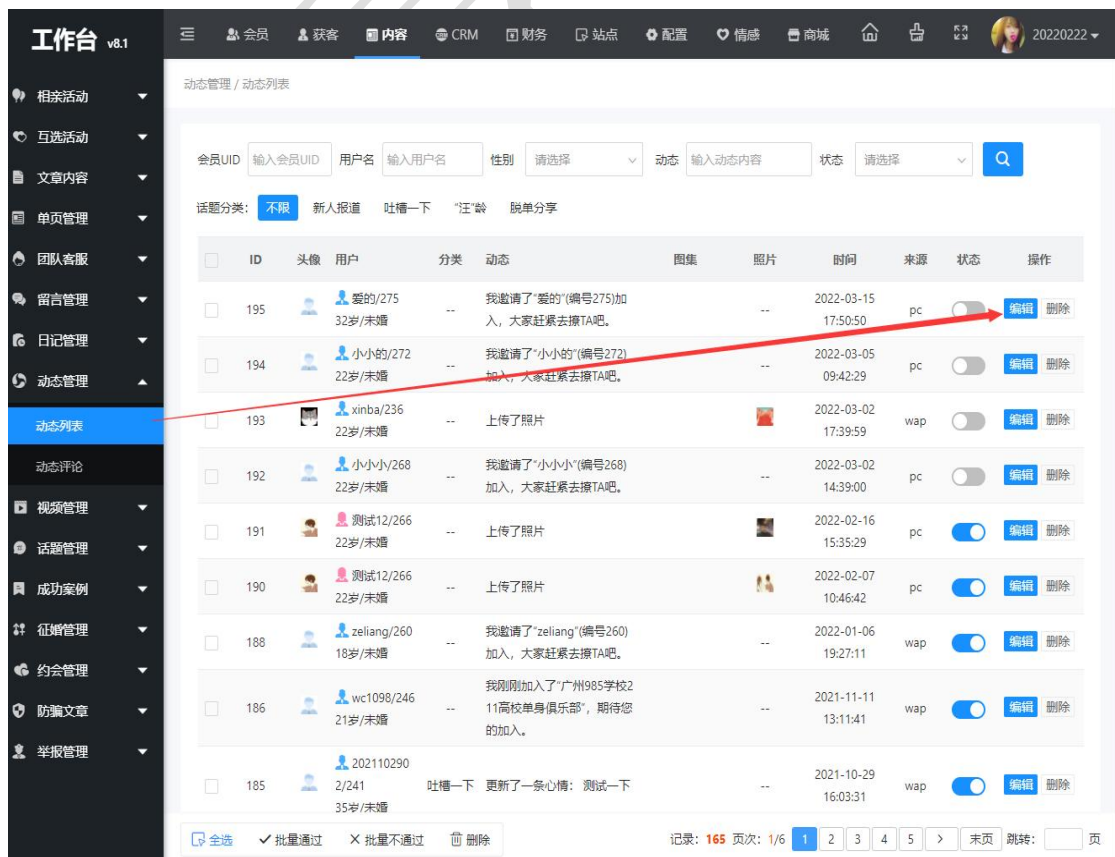 工作台 v8.1
会员 获客 内容 CRM 财务 站点 配置 情感 商城 20220222
动态管理 / 动态列表
相亲活动
互选活动
文章内容
单页管理
团队客服
留言管理
日记管理
动态管理
动态列表
动态评论
视频管理
话题管理
成功案例
征婚管理
约会管理
防骗文章
举报管理
会员UID 输入会员UID 用户名 输入用户名 性别 请选择 动态 输入动态内容 状态 请选择
话题分类： 不限 新人报道 吐槽一下 “汪”龄 脱单分享
ID 头像 用户 分类 动态 图集 照片 时间 来源 状态 操作
195 爱的/275 32岁/未婚 -- 我邀请了“爱的”(编号275)加入，大家赶紧去撩TA吧。 -- 2022-03-15 17:50:50 pc 编辑 删除
194 小小的/272 22岁/未婚 -- 我邀请了“小小的”(编号272)加入，大家赶紧去撩TA吧。 -- 2022-03-05 09:42:29 pc 编辑 删除
193 xinba/236 22岁/未婚 -- 上传了照片 2022-03-02 17:39:59 wap 编辑 删除
192 小小小/268 22岁/未婚 -- 我邀请了“小小小”(编号268)加入，大家赶紧去撩TA吧。 -- 2022-03-02 14:39:00 pc 编辑 删除
191 测试12/266 22岁/未婚 -- 上传了照片 2022-02-16 15:35:29 pc 编辑 删除
190 测试12/266 22岁/未婚 -- 上传了照片 2022-02-07 10:46:42 pc 编辑 删除
188 zeliang/260 18岁/未婚 -- 我邀请了“zeliang”(编号260)加入，大家赶紧去撩TA吧。 -- 2022-01-06 19:27:11 wap 编辑 删除
186 wc1098/246 21岁/未婚 -- 我刚刚加入了“广州985学校211高校单身俱乐部”，期待您的加入。 -- 2021-11-11 13:11:41 wap 编辑 删除
185 2021102902/241 35岁/未婚 吐槽一下 更新了一条心情：测试一下 -- 2021-10-29 16:03:31 wap 编辑 删除
全选 批量通过 批量不通过 删除 记录：165 页次：1/6 1 2 3 4 5 > 末页 跳转： 页